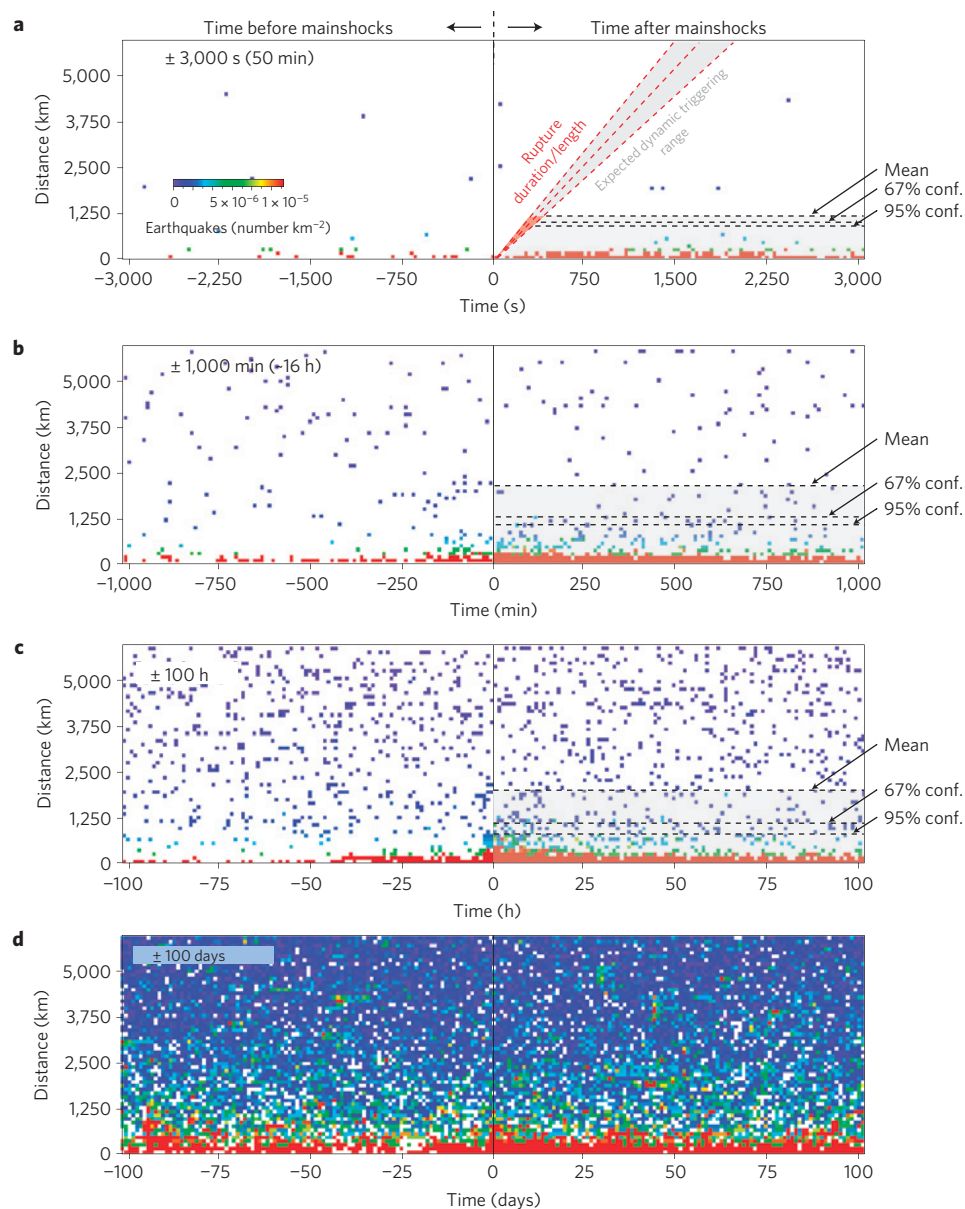 a
Time before mainshocks
Time after mainshocks
± 3,000 s (50 min)
5,000
3,750
2,500
1,250
0
Distance (km)
0
5 × 10⁻⁶
1 × 10⁻⁵
Earthquakes (number km⁻²)
Rupture
duration/length
Expected dynamic triggering
range
Mean
67% conf.
95% conf.
−3,000
−2,250
−1,500
−750
0
750
1,500
2,250
3,000
Time (s)
b
± 1,000 min (~16 h)
5,000
3,750
2,500
1,250
0
Distance (km)
Mean
67% conf.
95% conf.
−1,000
−750
−500
−250
0
250
500
750
1,000
Time (min)
c
± 100 h
5,000
3,750
2,500
1,250
0
Distance (km)
Mean
67% conf.
95% conf.
−100
−75
−50
−25
0
25
50
75
100
Time (h)
d
± 100 days
5,000
3,750
2,500
1,250
0
Distance (km)
−100
−75
−50
−25
0
25
50
75
100
Time (days)